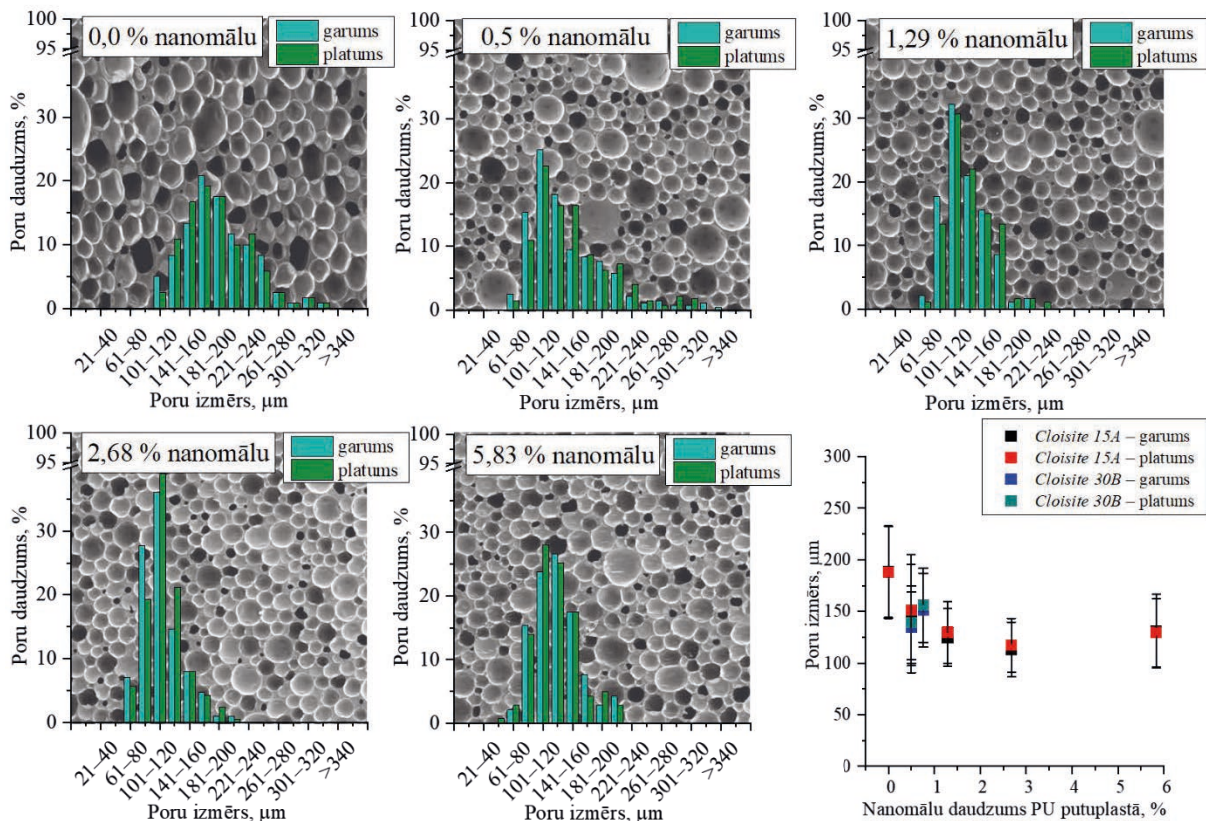 0,0 % nanomālu
garums
platums
Poru daudzums, %
100
95
30
20
10
0
21–40
61–80
101–120
141–160
181–200
221–240
261–280
301–320
>340
Poru izmērs, µm
0,5 % nanomālu
garums
platums
Poru daudzums, %
100
95
30
20
10
0
21–40
61–80
101–120
141–160
181–200
221–240
261–280
301–320
>340
Poru izmērs, µm
1,29 % nanomālu
garums
platums
Poru daudzums, %
100
95
30
20
10
0
21–40
61–80
101–120
141–160
181–200
221–240
261–280
301–320
>340
Poru izmērs, µm
2,68 % nanomālu
garums
platums
Poru daudzums, %
100
95
30
20
10
0
21–40
61–80
101–120
141–160
181–200
221–240
261–280
301–320
>340
Poru izmērs, µm
5,83 % nanomālu
garums
platums
Poru daudzums, %
100
95
30
20
10
0
21–40
61–80
101–120
141–160
181–200
221–240
261–280
301–320
>340
Poru izmērs, µm
Cloisite 15A – garums
Cloisite 15A – platums
Cloisite 30B – garums
Cloisite 30B – platums
Poru izmērs, µm
300
250
200
150
100
50
0
0 1 2 3 4 5 6
Nanomālu daudzums PU putuplastā, %